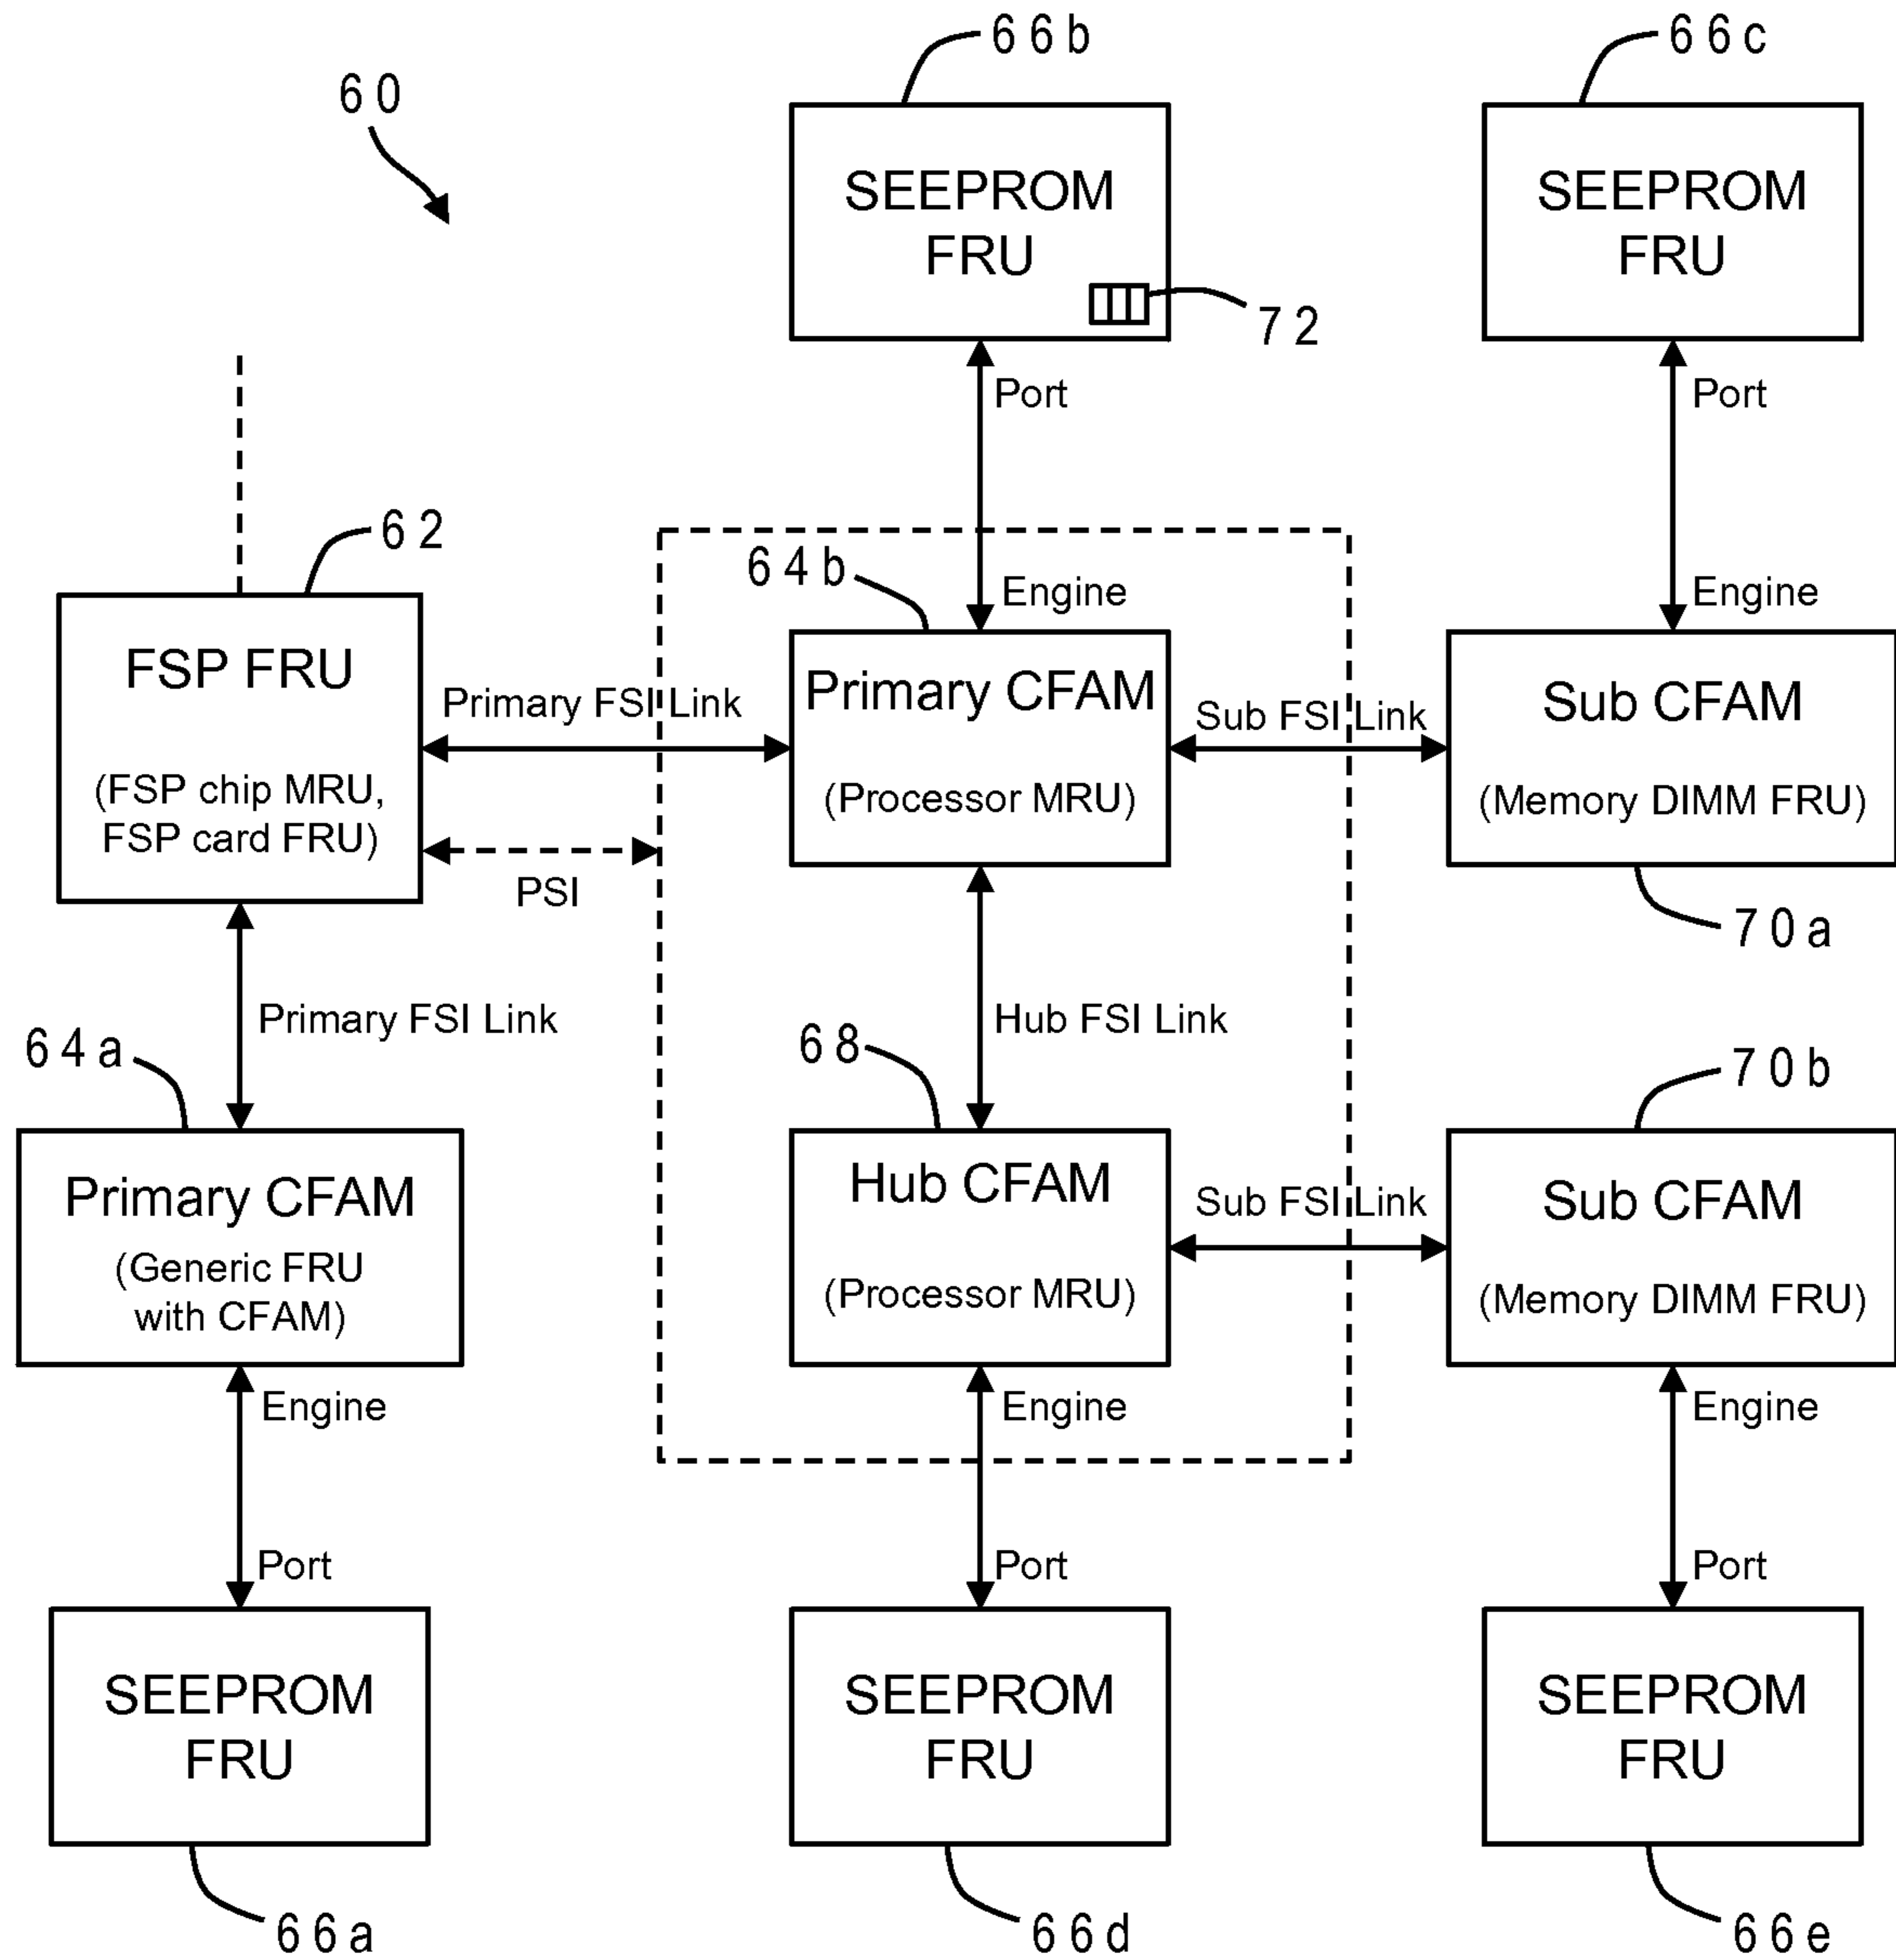 66b
66c
60
SEEPROM
FRU
SEEPROM
FRU
72
Port
Port
62
64b
Engine
Engine
FSP FRU
(FSP chip MRU,
FSP card FRU)
Primary FSI Link
Primary CFAM
(Processor MRU)
Sub FSI Link
Sub CFAM
(Memory DIMM FRU)
PSI
70a
Primary FSI Link
Hub FSI Link
64a
68
70b
Primary CFAM
(Generic FRU
with CFAM)
Hub CFAM
(Processor MRU)
Sub FSI Link
Sub CFAM
(Memory DIMM FRU)
Engine
Engine
Engine
Port
Port
Port
SEEPROM
FRU
SEEPROM
FRU
SEEPROM
FRU
66a
66d
66e